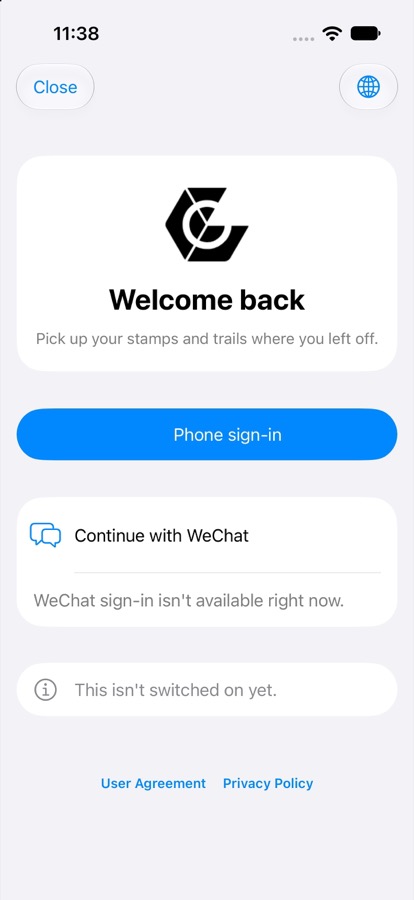 11:38
Close
Welcome back
Pick up your stamps and trails where you left off.
Phone sign-in
Continue with WeChat
WeChat sign-in isn't available right now.
This isn't switched on yet.
User Agreement Privacy Policy